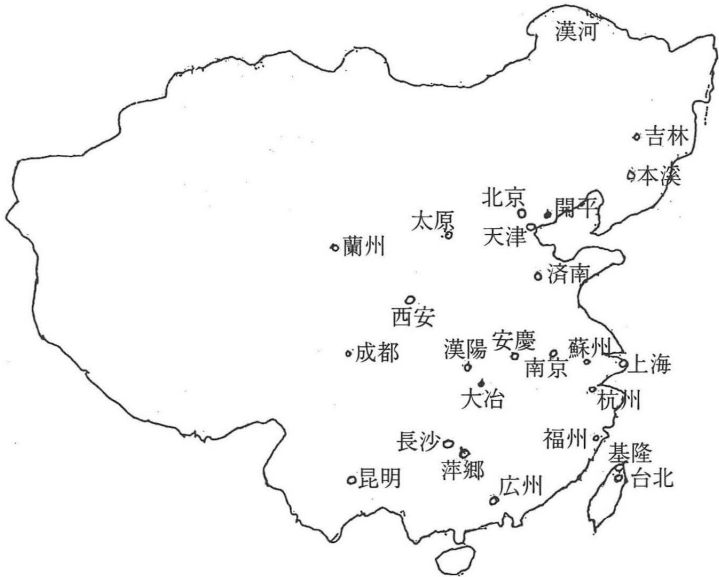 漠河
吉林
本溪
北京
開平
太原
天津
蘭州
済南
西安
成都
漢陽
安慶
南京
蘇州
上海
大冶
杭州
長沙
萍郷
福州
基隆
台北
昆明
広州